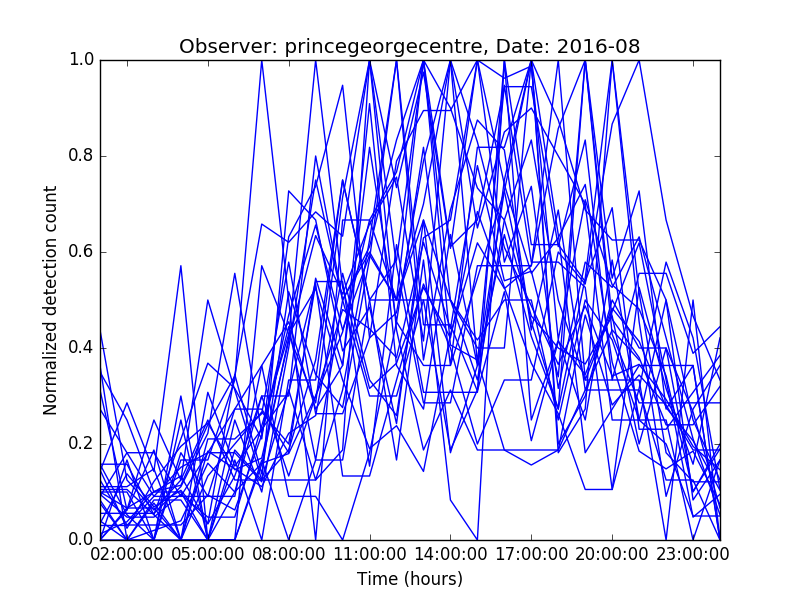 Observer: princegeorgecentre, Date: 2016-08
Normalized detection count
1.0
0.8
0.6
0.4
0.2
0.0
02:00:00 05:00:00 08:00:00 11:00:00 14:00:00 17:00:00 20:00:00 23:00:00
Time (hours)